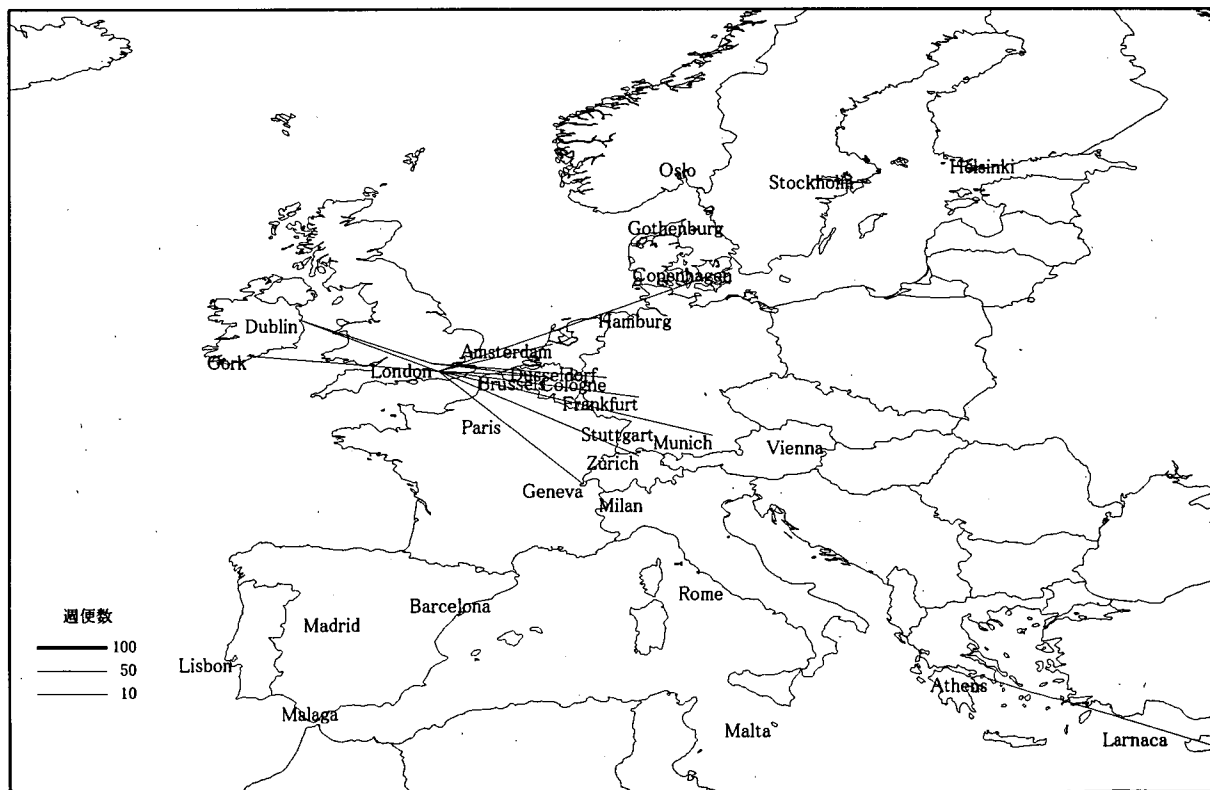 Oslo
Stockholm
Helsinki
Gothenburg
Copenhagen
Hamburg
Dublin
Cork
London
Amsterdam
Dusseldorf
Brussels
Cologne
Frankfurt
Paris
Stuttgart
Munich
Vienna
Zurich
Geneva
Milan
Rome
Barcelona
Madrid
Lisbon
Malaga
Malta
Athens
Larnaca
週便数
100
50
10